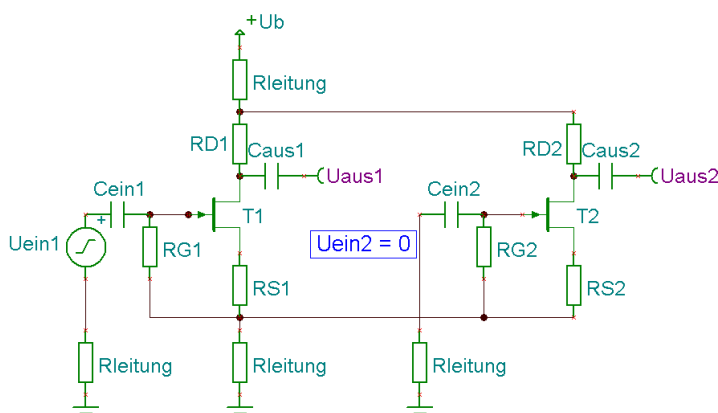 +Ub
Rleitung
RD1
Caus1
Uaus1
RD2
Caus2
Uaus2
Cein1
+
T1
Cein2
T2
Uein1
RG1
Uein2 = 0
RG2
RS1
RS2
Rleitung
Rleitung
Rleitung